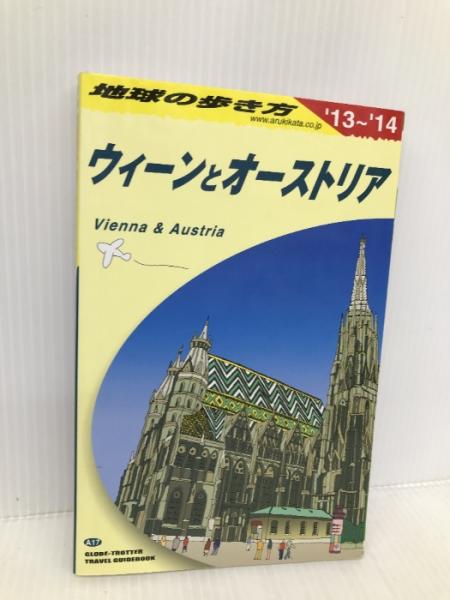 地球の歩き方
www.arukikata.co.jp
'13~'14
ウィーンとオーストリア
Vienna & Austria
A17
GLOBE-TROTTER
TRAVEL GUIDEBOOK